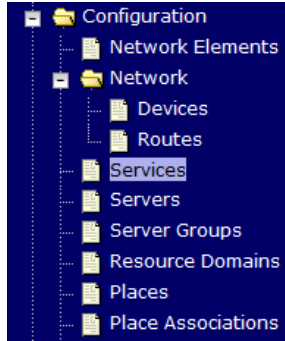 Configuration
Network Elements
Network
Devices
Routes
Services
Servers
Server Groups
Resource Domains
Places
Place Associations